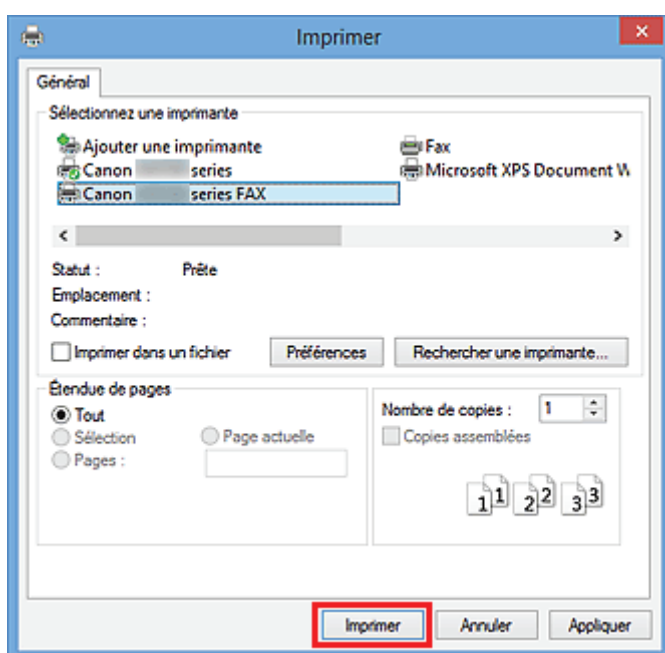 Imprimer
Général
Sélectionnez une imprimante
Ajouter une imprimante
Fax
Canon series
Microsoft XPS Document
Canon series FAX
Statut : Prête
Emplacement :
Commentaire :
Imprimer dans un fichier
Préférences
Rechercher une imprimante...
Étendue de pages
Tout
Nombre de copies : 1
Sélection
Page actuelle
Copies assemblées
Pages :
1 1 2 2 3 3
Imprimer
Annuler
Appliquer